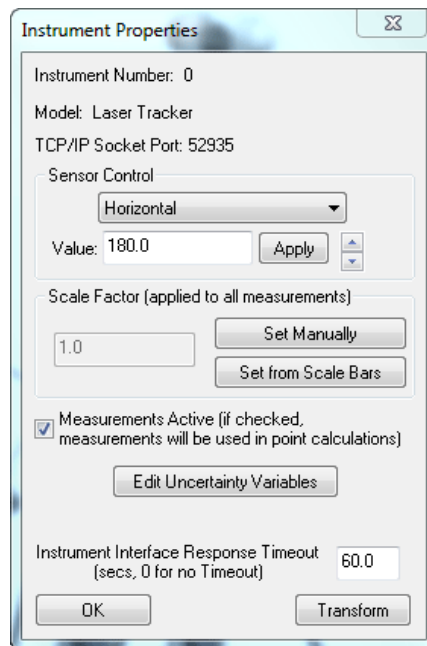 Instrument Properties
Instrument Number: 0
Model: Laser Tracker
TCP/IP Socket Port: 52935
Sensor Control
Horizontal
Value: 180.0 Apply
Scale Factor (applied to all measurements)
1.0
Set Manually
Set from Scale Bars
Measurements Active (if checked,
measurements will be used in point calculations)
Edit Uncertainty Variables
Instrument Interface Response Timeout
(secs, 0 for no Timeout)
60.0
OK Transform